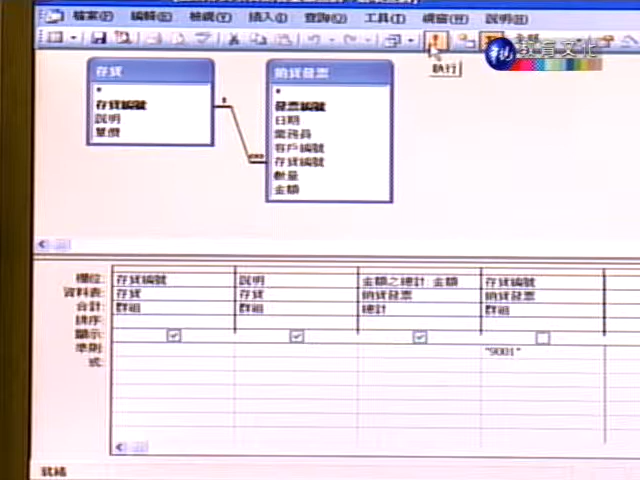 檔案(F) 編輯(E) 檢視(V) 插入(I) 查詢(Q) 工具(T) 視窗(W) 說明(H)
華視 教育文化
執行
存貨
*
存貨編號
說明
單價
銷貨發票
*
發票編號
日期
業務員
客戶編號
存貨編號
數量
金額
1
欄位: 存貨編號 說明 金額之總計: 金額 存貨編號
資料表: 存貨 存貨 銷貨發票 銷貨發票
合計: 群組 群組 總計 群組
排序:
顯示:
準則: "9001"
或:
就緒